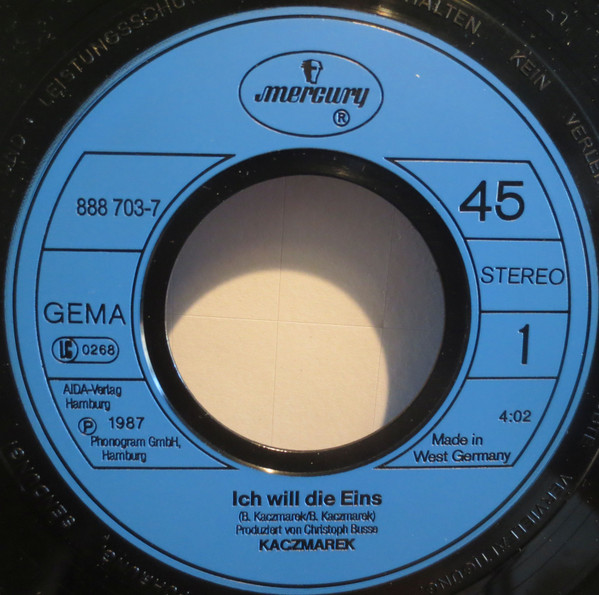 LEISTUNGSSCHU
HALTEN.
KEIN
VERLEI
mercury
®
888 703-7
45
STEREO
GEMA
LC 0268
1
AIDA-Verlag
Hamburg
℗ 1987
Phonogram GmbH,
Hamburg
4:02
Made in
West Germany
Ich will die Eins
(B. Kaczmarek/B. Kaczmarek)
Produziert von Christoph Busse
KACZMAREK